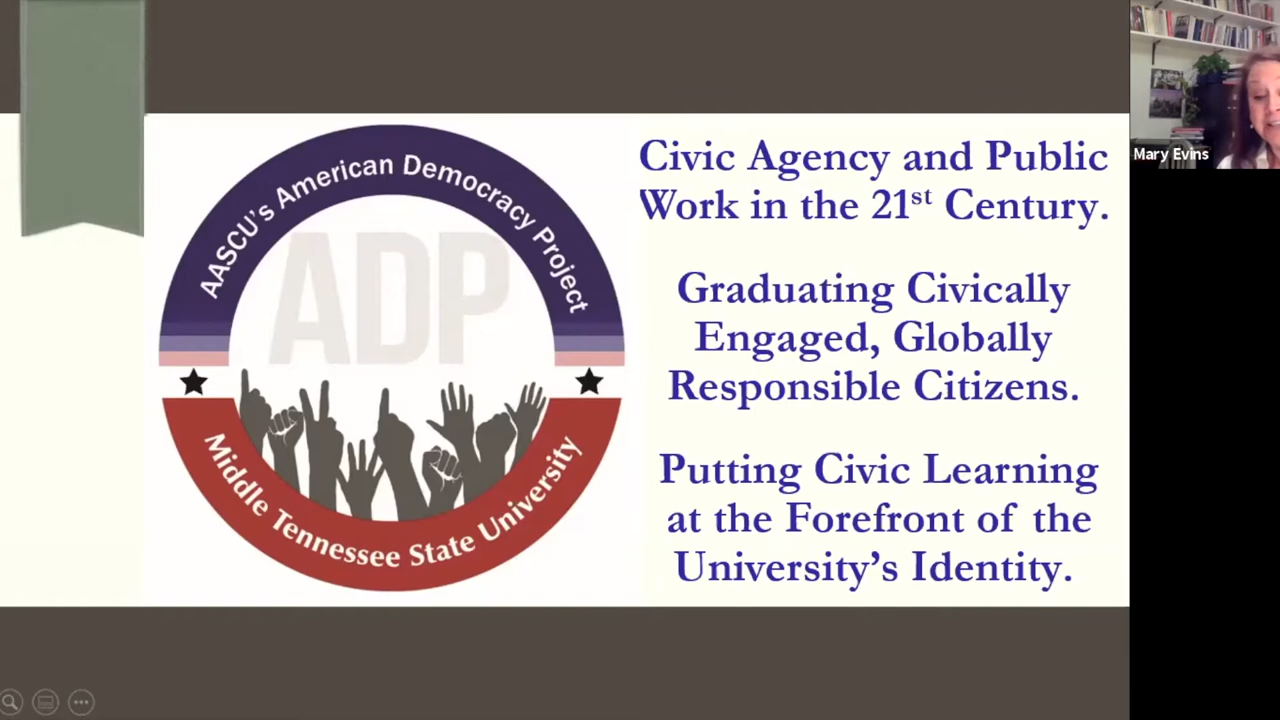 AASCU's American Democracy Project
ADP
Middle Tennessee State University
Civic Agency and Public
Work in the 21st Century.
Graduating Civically
Engaged, Globally
Responsible Citizens.
Putting Civic Learning
at the Forefront of the
University's Identity.
Mary Evins